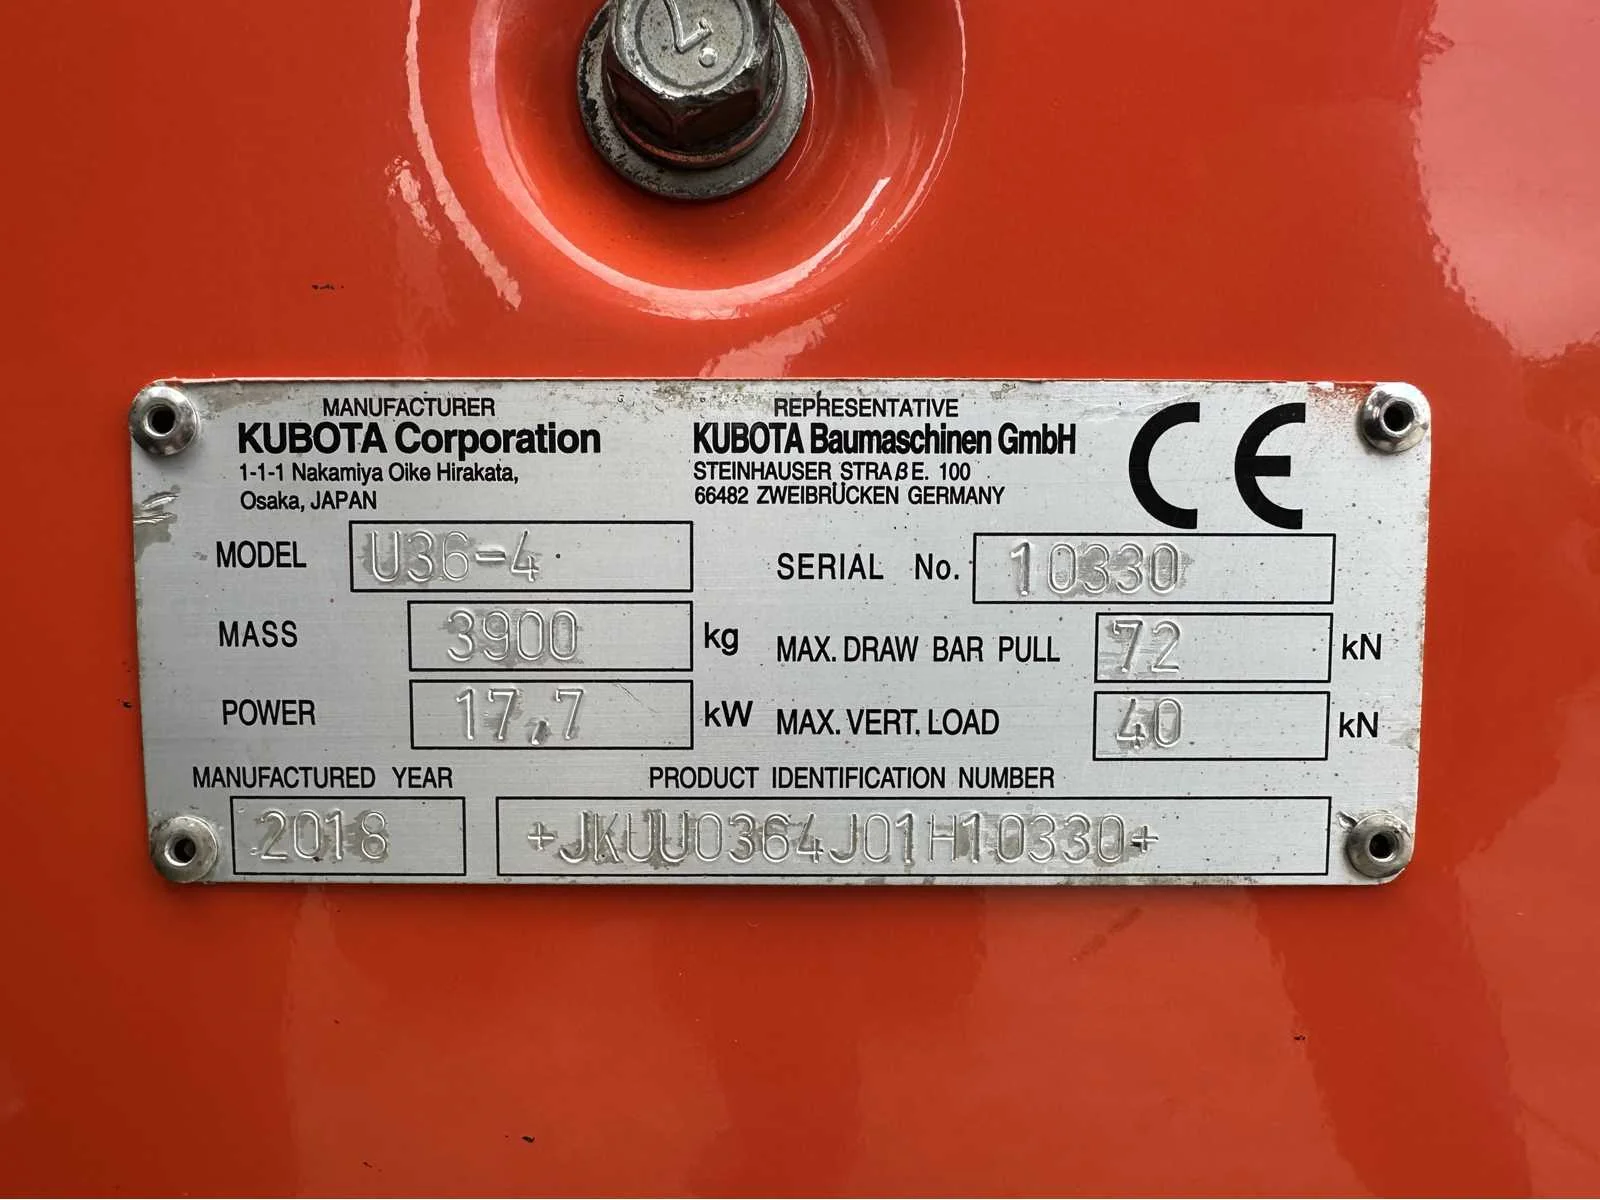 7.
MANUFACTURER
KUBOTA Corporation
1-1-1 Nakamiya Oike Hirakata,
Osaka, JAPAN
REPRESENTATIVE
KUBOTA Baumaschinen GmbH
STEINHAUSER STRAβE. 100
66482 ZWEIBRÜCKEN GERMANY
CE
MODEL U36-4
SERIAL No. 10330
MASS 3900 kg
MAX. DRAW BAR PULL 72 kN
POWER 17,7 kW
MAX. VERT. LOAD 40 kN
MANUFACTURED YEAR
2018
PRODUCT IDENTIFICATION NUMBER
+JKUU0364J01H10330+